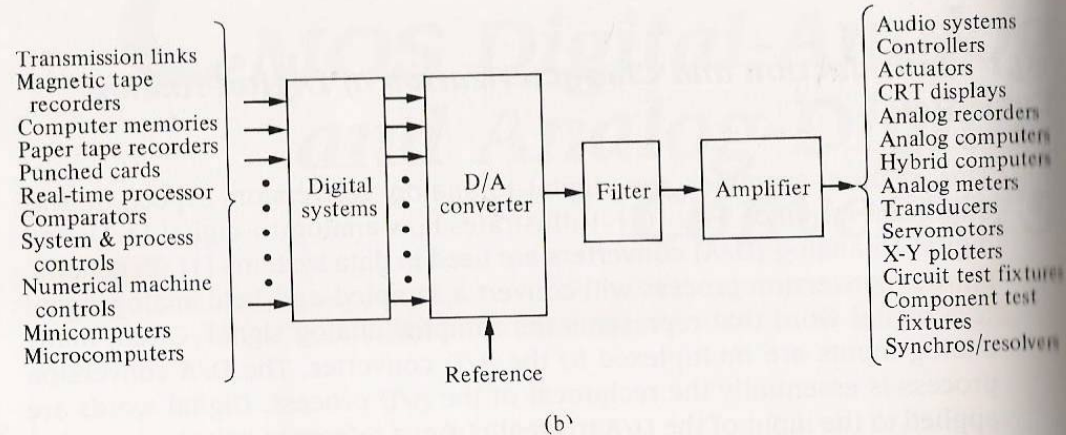 Transmission links
Magnetic tape
recorders
Computer memories
Paper tape recorders
Punched cards
Real-time processor
Comparators
System & process
controls
Numerical machine
controls
Minicomputers
Microcomputers
Digital
systems
D/A
converter
Reference
Filter
Amplifier
Audio systems
Controllers
Actuators
CRT displays
Analog recorders
Analog computers
Hybrid computers
Analog meters
Transducers
Servomotors
X-Y plotters
Circuit test fixtures
Component test
fixtures
Synchros/resolvers
(b)